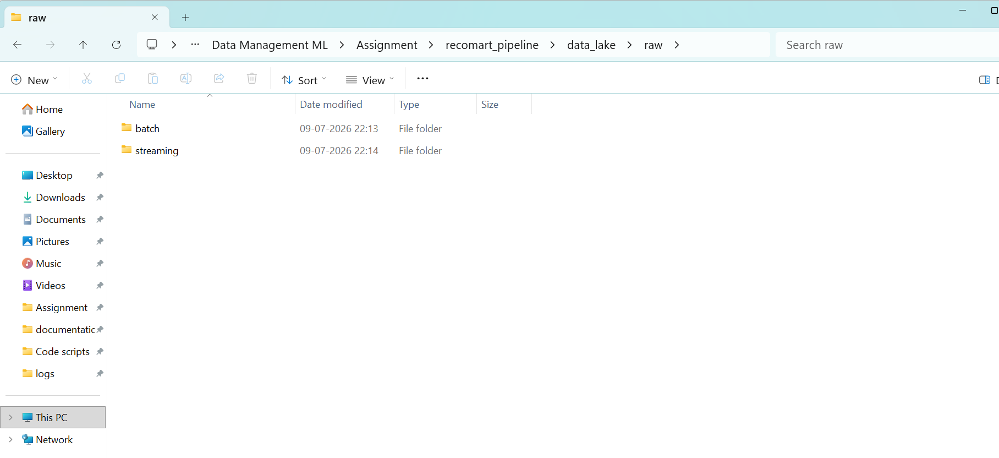 raw
Data Management ML Assignment recomart_pipeline data_lake raw Search raw
New Sort View
Name Date modified Type Size
batch 09-07-2026 22:13 File folder
streaming 09-07-2026 22:14 File folder
Home
Gallery
Desktop
Downloads
Documents
Pictures
Music
Videos
Assignment
documentatic
Code scripts
logs
This PC
Network